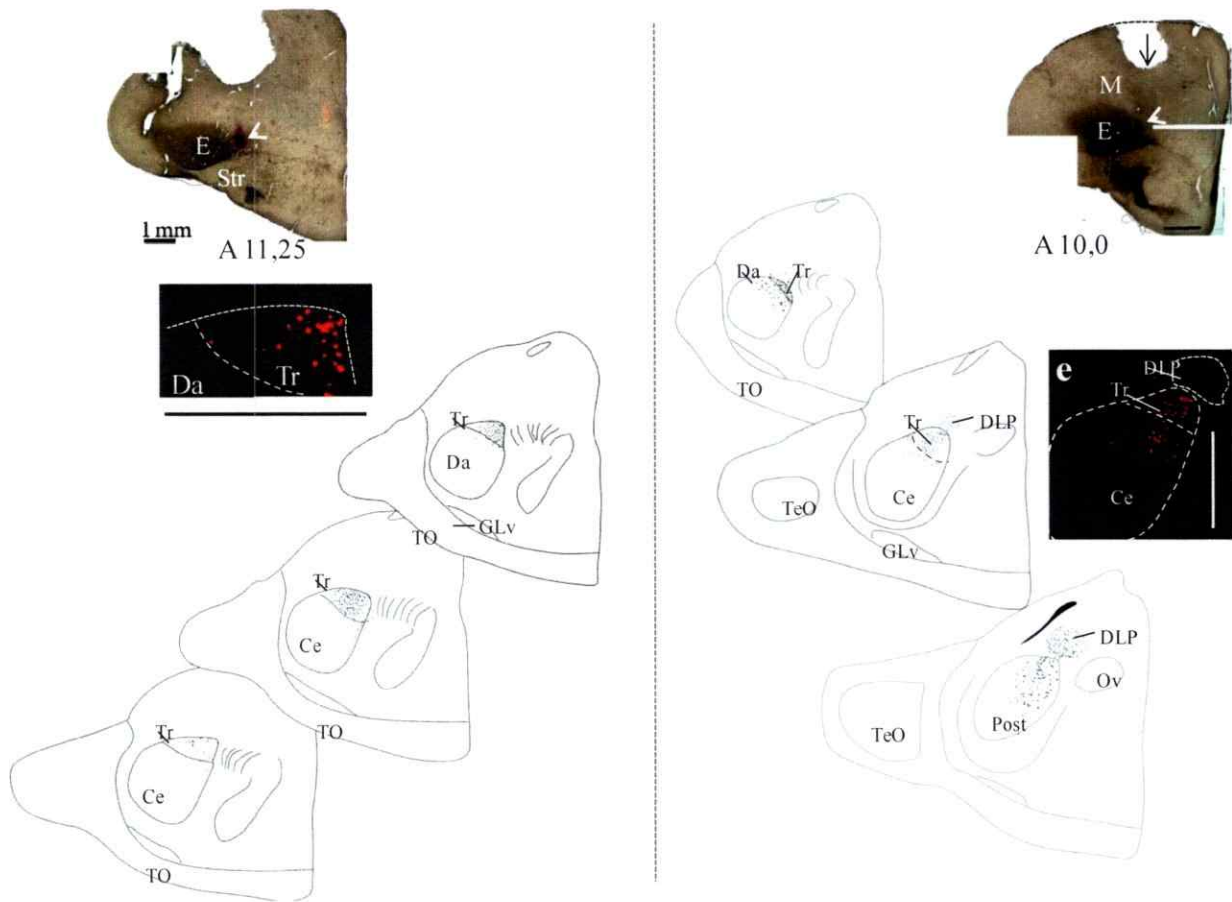 E
Str
1 mm
A 11,25
Da
Tr
Tr
Da
GLv
TO
Tr
Ce
TO
Tr
Ce
TO
M
E
A 10,0
Da
Tr
TO
e
DLP
Tr
Ce
Tr
DLP
Ce
TeO
GLv
DLP
Ov
Post
TeO